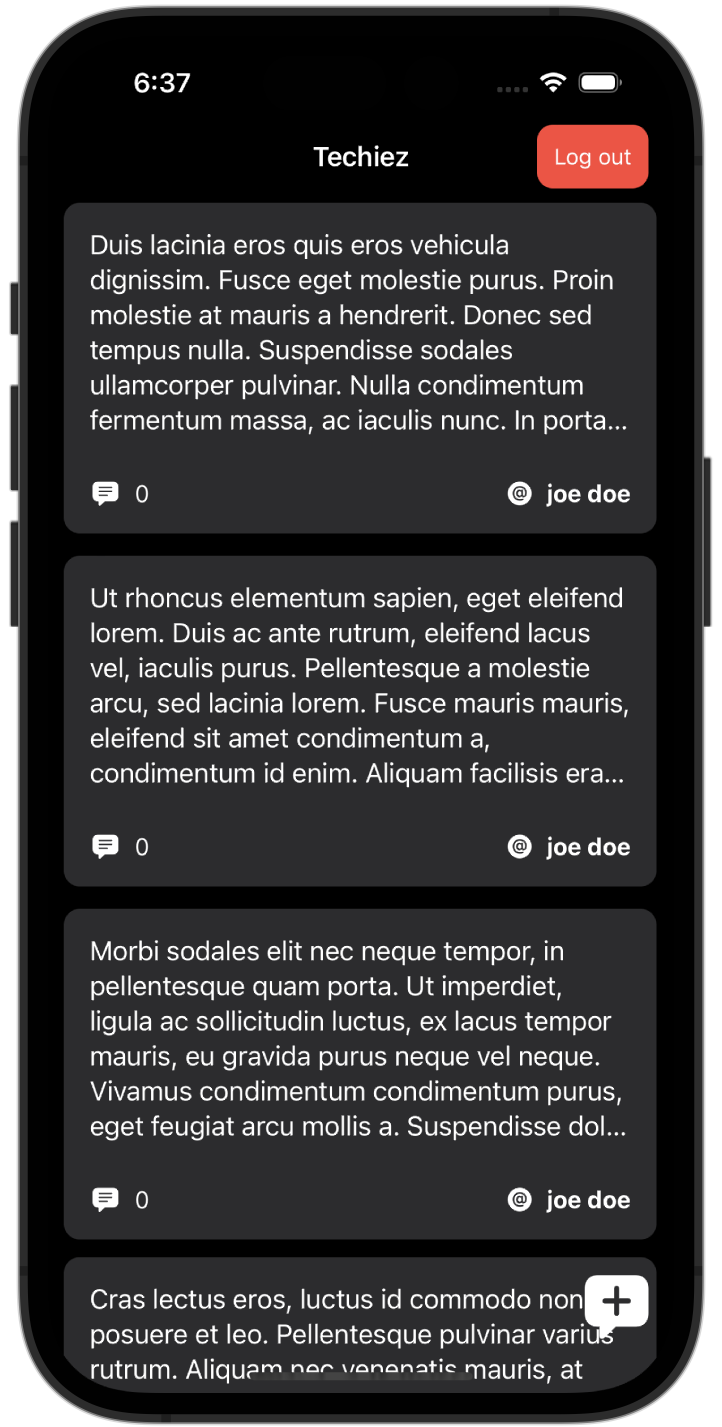 6:37
Techiez
Log out
Duis lacinia eros quis eros vehicula
dignissim. Fusce eget molestie purus. Proin
molestie at mauris a hendrerit. Donec sed
tempus nulla. Suspendisse sodales
ullamcorper pulvinar. Nulla condimentum
fermentum massa, ac iaculis nunc. In porta...
0
@ joe doe
Ut rhoncus elementum sapien, eget eleifend
lorem. Duis ac ante rutrum, eleifend lacus
vel, iaculis purus. Pellentesque a molestie
arcu, sed lacinia lorem. Fusce mauris mauris,
eleifend sit amet condimentum a,
condimentum id enim. Aliquam facilisis era...
0
@ joe doe
Morbi sodales elit nec neque tempor, in
pellentesque quam porta. Ut imperdiet,
ligula ac sollicitudin luctus, ex lacus tempor
mauris, eu gravida purus neque vel neque.
Vivamus condimentum condimentum purus,
eget feugiat arcu mollis a. Suspendisse dol...
0
@ joe doe
Cras lectus eros, luctus id commodo non
posuere et leo. Pellentesque pulvinar varius
rutrum. Aliquam nec venenatis mauris, at